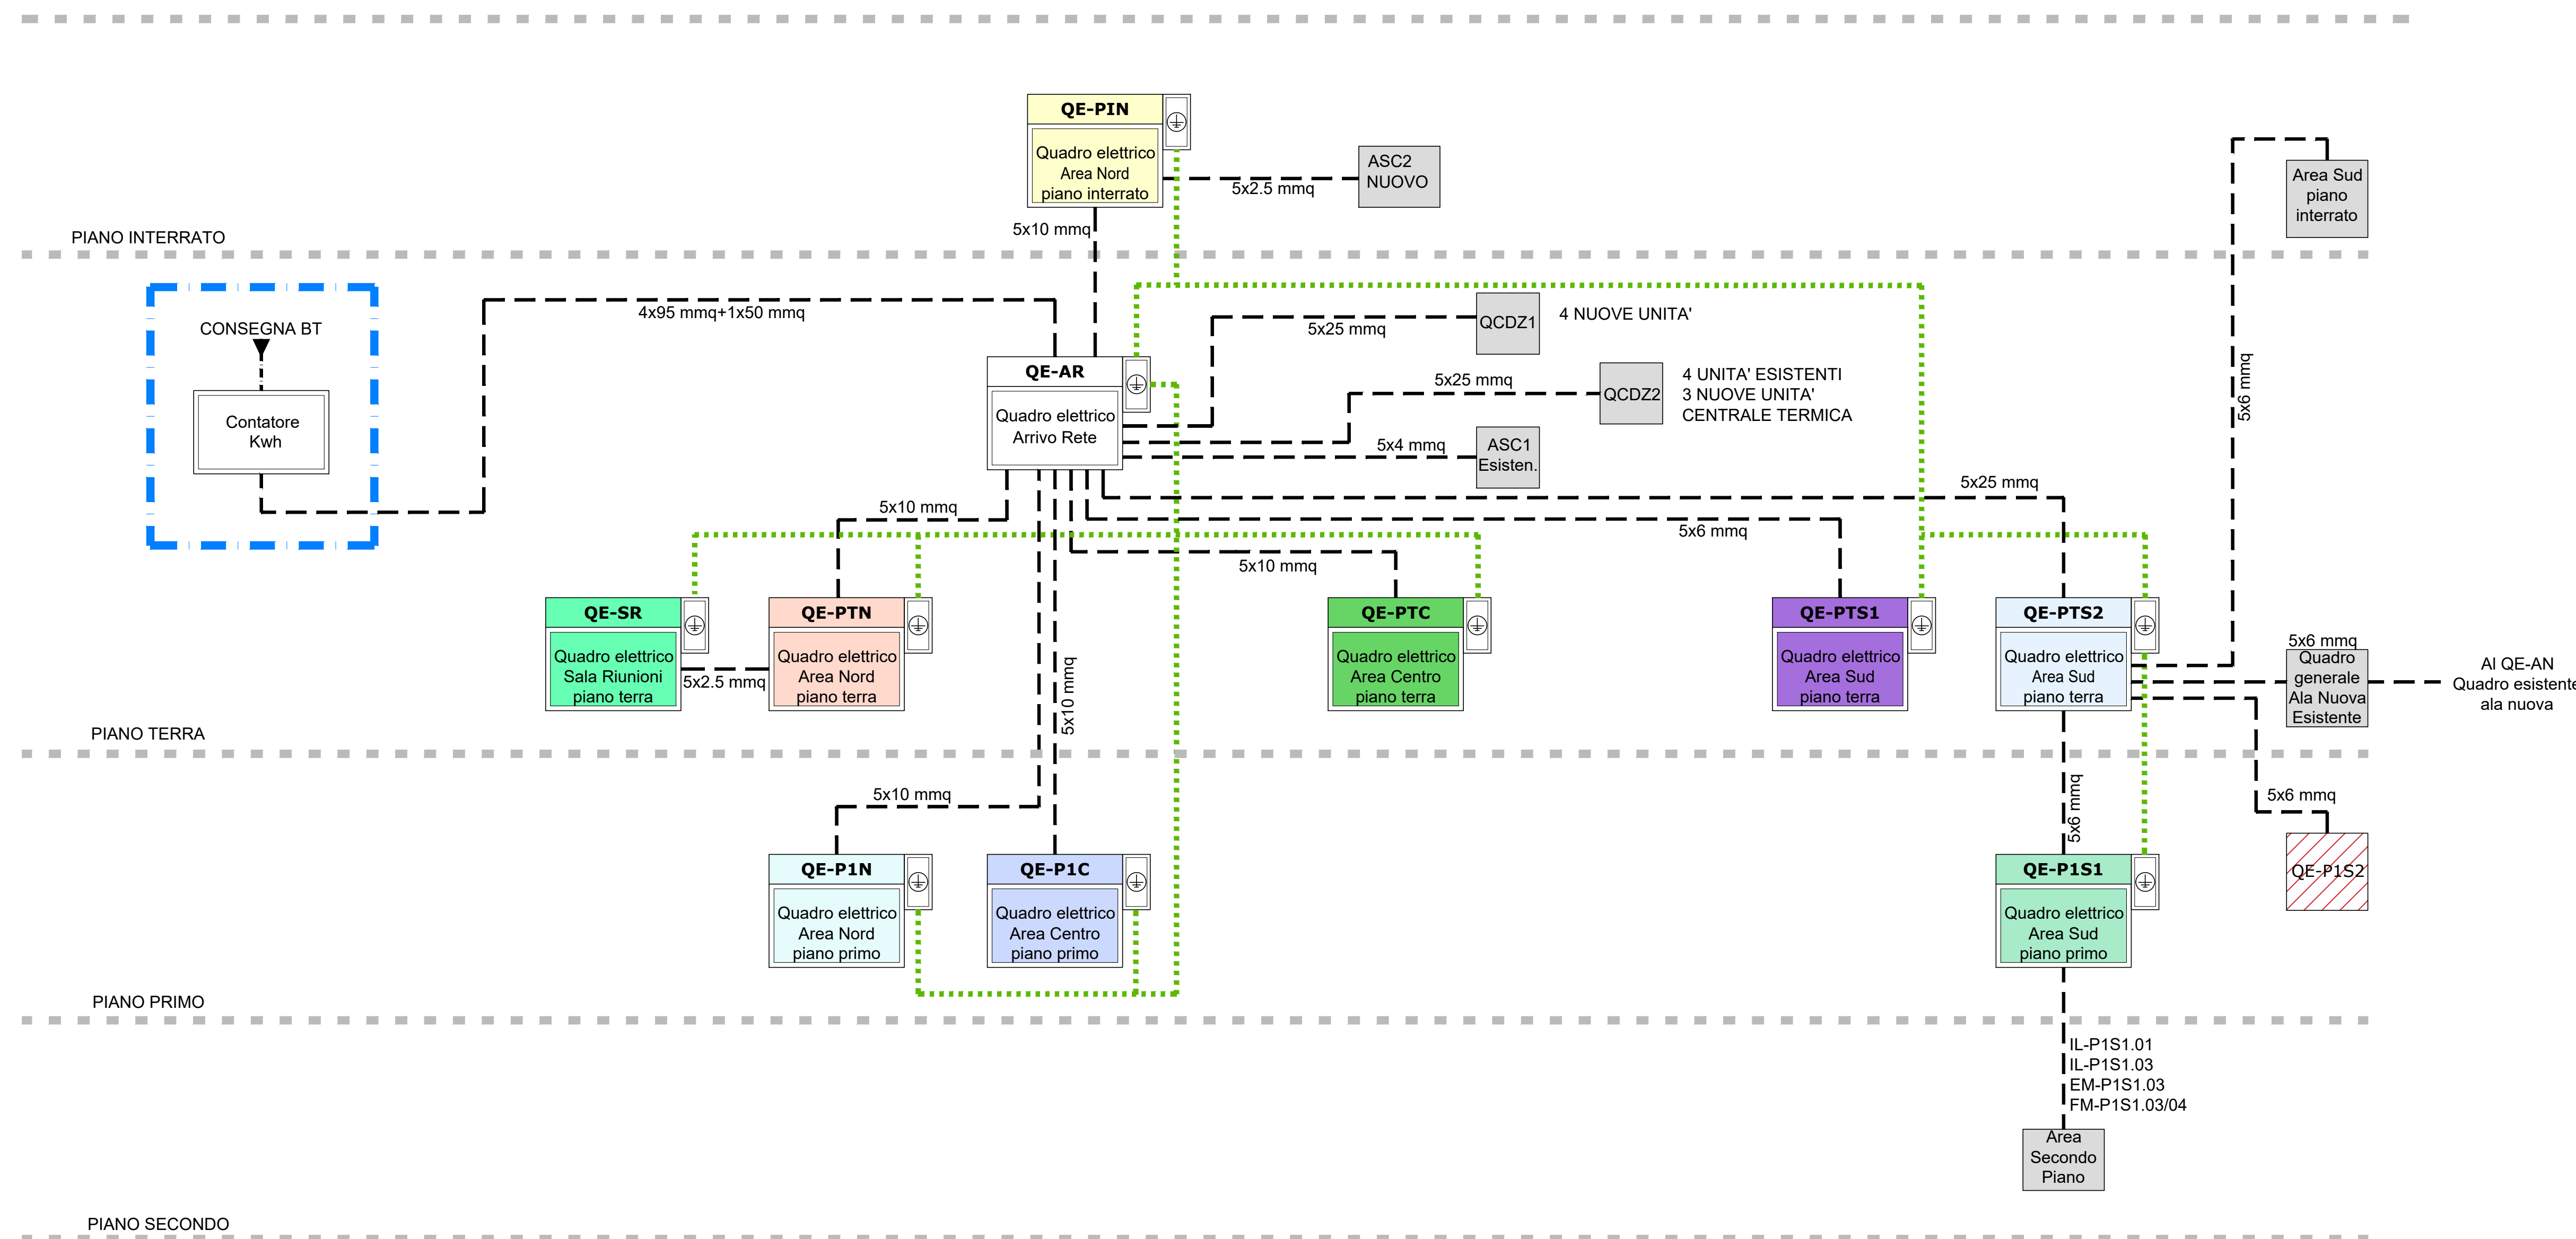 QE-PIN
Quadro elettrico
Area Nord
piano interrato
ASC2
NUOVO
5x2.5 mmq
Area Sud
piano
interrato
5x10 mmq
PIANO INTERRATO
CONSEGNA BT
Contatore
Kwh
4x95 mmq+1x50 mmq
QE-AR
Quadro elettrico
Arrivo Rete
5x25 mmq
QCDZ1
4 NUOVE UNITA'
5x25 mmq
QCDZ2
4 UNITA' ESISTENTI
3 NUOVE UNITA'
CENTRALE TERMICA
5x4 mmq
ASC1
Esisten.
5x6 mmq
5x25 mmq
5x10 mmq
5x6 mmq
5x10 mmq
QE-SR
Quadro elettrico
Sala Riunioni
piano terra
5x2.5 mmq
QE-PTN
Quadro elettrico
Area Nord
piano terra
5x10 mmq
QE-PTC
Quadro elettrico
Area Centro
piano terra
QE-PTS1
Quadro elettrico
Area Sud
piano terra
QE-PTS2
Quadro elettrico
Area Sud
piano terra
5x6 mmq
Quadro
generale
Ala Nuova
Esistente
Al QE-AN
Quadro esistente
ala nuova
PIANO TERRA
5x10 mmq
5x6 mmq
5x6 mmq
QE-P1N
Quadro elettrico
Area Nord
piano primo
QE-P1C
Quadro elettrico
Area Centro
piano primo
QE-P1S1
Quadro elettrico
Area Sud
piano primo
QE-P1S2
PIANO PRIMO
IL-P1S1.01
IL-P1S1.03
EM-P1S1.03
FM-P1S1.03/04
Area
Secondo
Piano
PIANO SECONDO